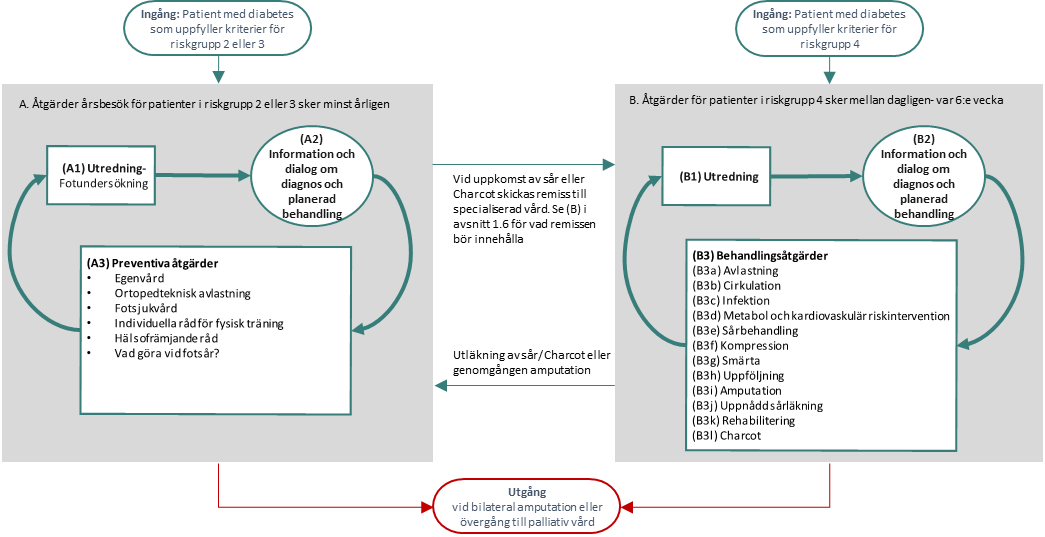 Ingång: Patient med diabetes
som uppfyller kriterier för
riskgrupp 2 eller 3
Ingång: Patient med diabetes
som uppfyller kriterier för
riskgrupp 4
A. Åtgärder årsbesök för patienter i riskgrupp 2 eller 3 sker minst årligen
(A1) Utredning-
Fotundersökning
(A2)
Information och
dialog om
diagnos och
planerad
behandling
(A3) Preventiva åtgärder
• Egenvård
• Ortopedteknisk avlastning
• Fotsjukvård
• Individuella råd för fysisk träning
• Hälsofrämjande råd
• Vad göra vid fotsår?
Vid uppkomst av sår eller
Charcot skickas remiss till
specialiserad vård. Se (B) i
avsnitt 1.6 för vad remissen
bör innehålla
Utläkning av sår/Charcot eller
genomgången amputation
B. Åtgärder för patienter i riskgrupp 4 sker mellan dagligen- var 6:e vecka
(B1) Utredning
(B2)
Information och
dialog om
diagnos och
planerad
behandling
(B3) Behandlingsåtgärder
(B3a) Avlastning
(B3b) Cirkulation
(B3c) Infektion
(B3d) Metabol och kardiovaskulär riskintervention
(B3e) Sårbehandling
(B3f) Kompression
(B3g) Smärta
(B3h) Uppföljning
(B3i) Amputation
(B3j) Uppnådd sårläkning
(B3k) Rehabilitering
(B3l) Charcot
Utgång
vid bilateral amputation eller
övergång till palliativ vård